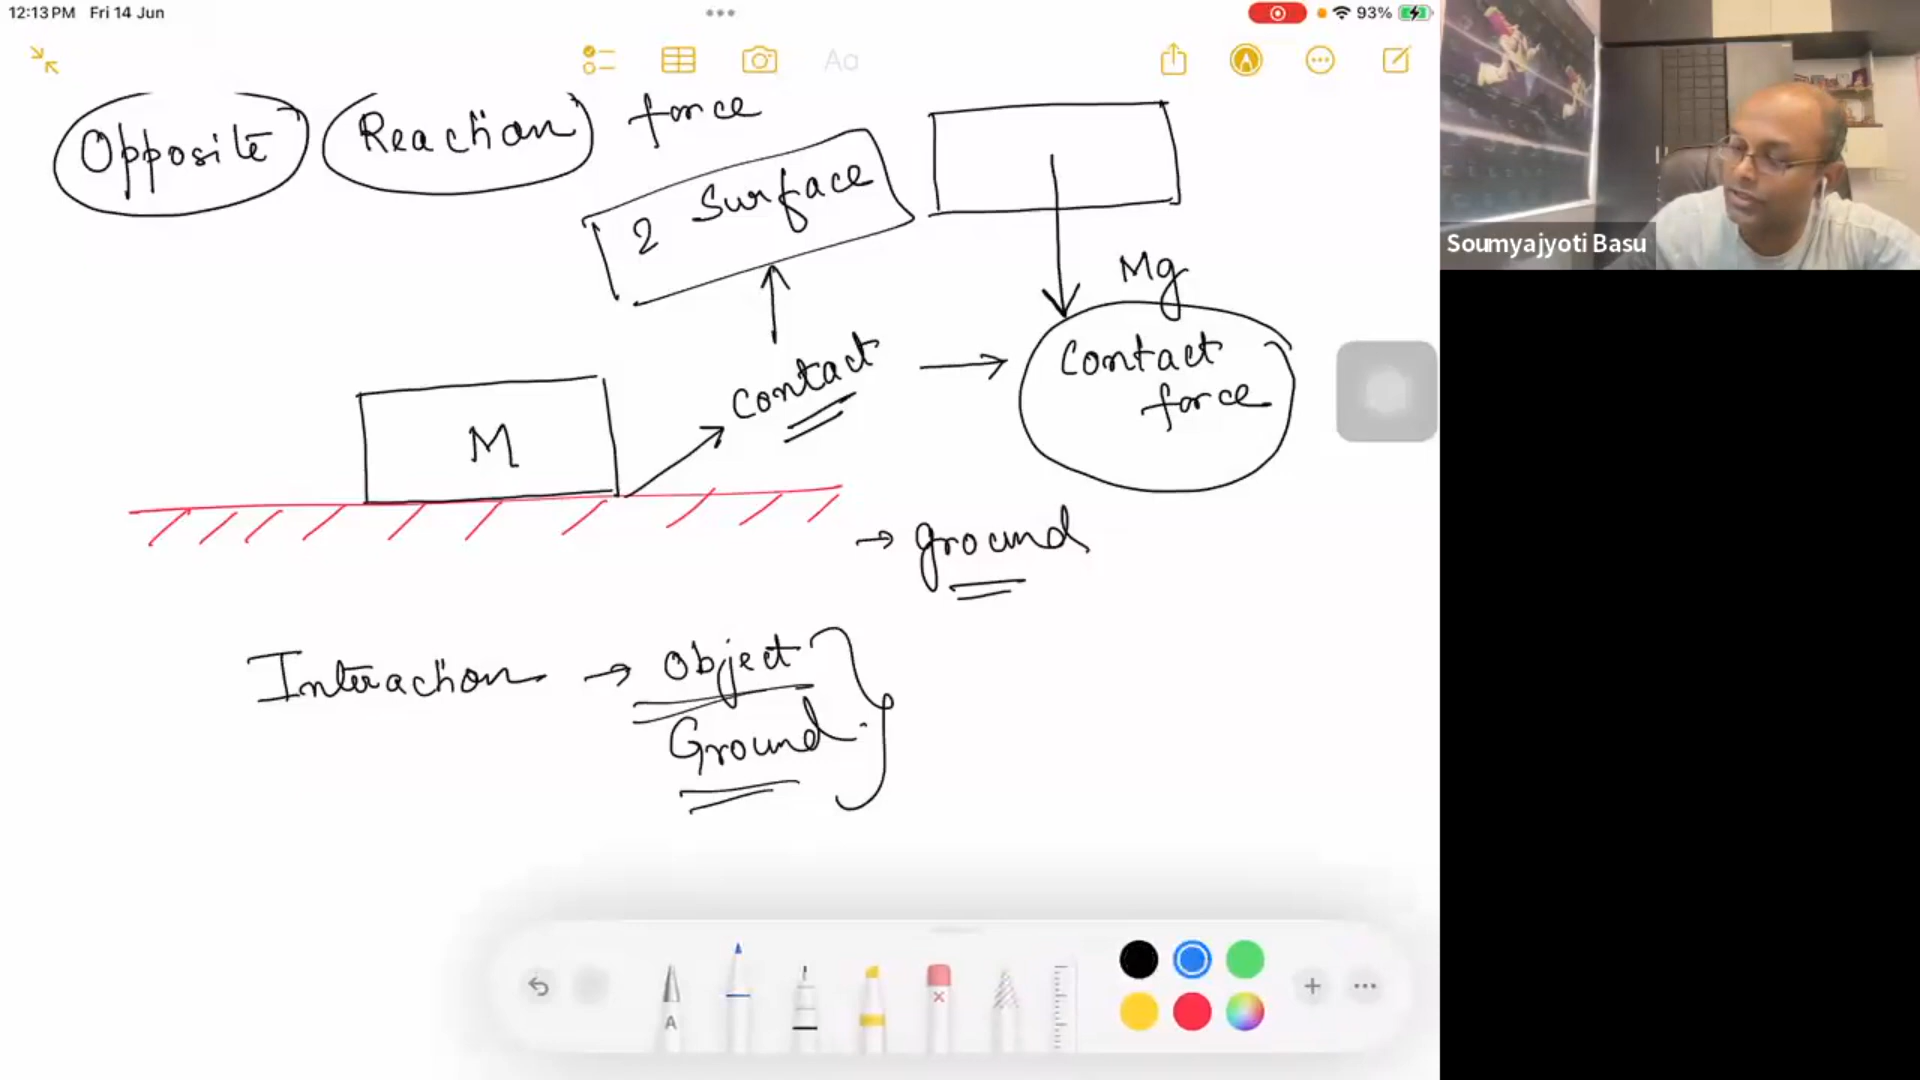 12:13 PM Fri 14 Jun
93%
Aa
Opposite Reaction force
2 Surface
Mg
Contact force
contact
M
ground
Interaction → Object
Ground
A
Soumyajyoti Basu